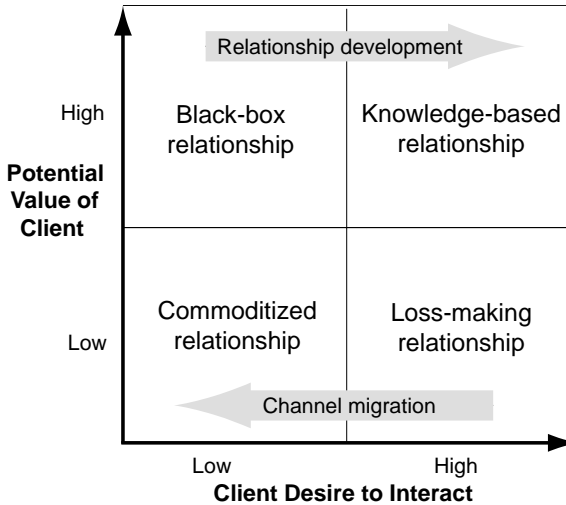 Relationship development
High
Black-box
relationship
Knowledge-based
relationship
Potential
Value of
Client
Low
Commoditized
relationship
Loss-making
relationship
Channel migration
Low
High
Client Desire to Interact